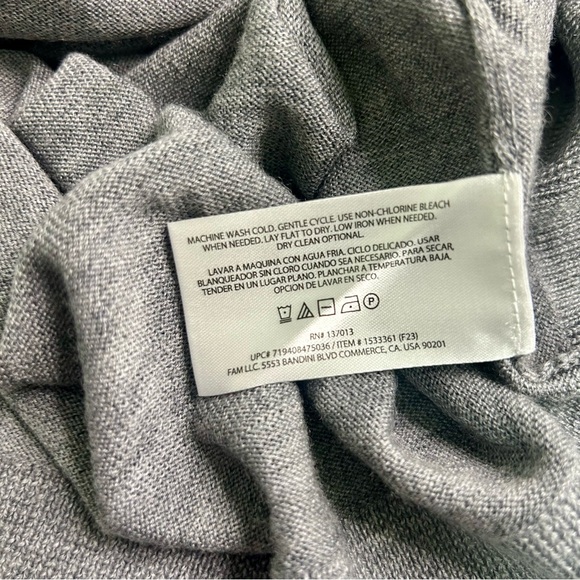 MACHINE WASH COLD. GENTLE CYCLE. USE NON-CHLORINE BLEACH
WHEN NEEDED. LAY FLAT TO DRY. LOW IRON WHEN NEEDED.
DRY CLEAN OPTIONAL.
LAVAR A MAQUINA CON AGUA FRIA. CICLO DELICADO. USAR
BLANQUEADOR SIN CLORO CUANDO SEA NECESARIO. PARA SECAR,
TENDER EN UN LUGAR PLANO. PLANCHAR A TEMPERATURA BAJA.
OPCION DE LAVAR EN SECO.
P
RN# 137013
UPC# 719408475036 / ITEM # 1533361 (F23)
FAM LLC. 5553 BANDINI BLVD COMMERCE, CA. USA 90201